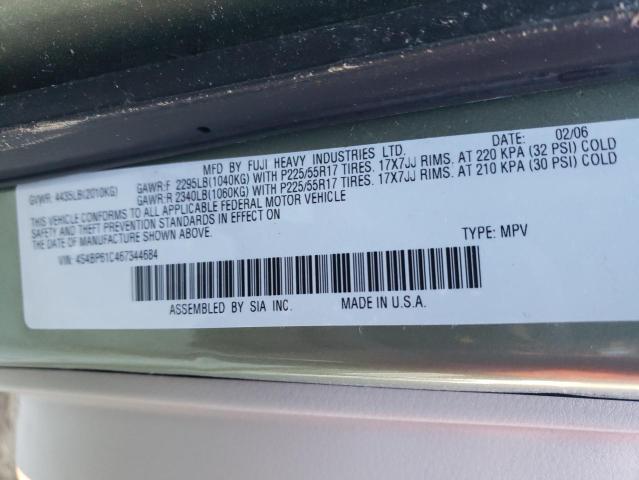 MFD BY FUJI HEAVY INDUSTRIES LTD. DATE: 02/06
GVWR: 4435LB(2010KG) GAWR:F 2295LB(1040KG) WITH P225/55R17 TIRES. 17X7JJ RIMS. AT 220 KPA (32 PSI) COLD
GAWR:R 2340LB(1060KG) WITH P225/55R17 TIRES. 17X7JJ RIMS. AT 210 KPA (30 PSI) COLD
THIS VEHICLE CONFORMS TO ALL APPLICABLE FEDERAL MOTOR VEHICLE
SAFETY AND THEFT PREVENTION STANDARDS IN EFFECT ON
THE DATE OF MANUFACTURE SHOWN ABOVE.
VIN: 4S4BP61C467344684 TYPE: MPV
ASSEMBLED BY SIA INC. MADE IN U.S.A.